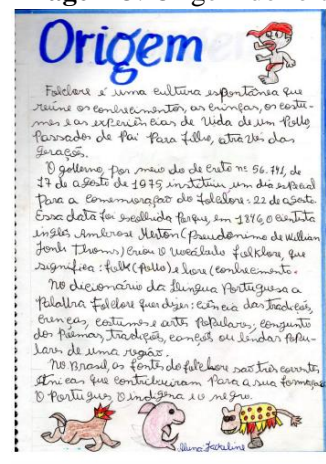 Origem
Folclore é uma cultura espontânea que
reúne os conhecimentos, as crenças, os costu-
mes e as experiências de Vida de um Povo,
Passados de Pai Para filho, através das
gerações.
O governo, por meio do decreto nº 56.747, de
17 de agosto de 1975, instituiu um dia especial
Para a comemoração do folclore: 22 de agosto.
Essa data foi escolhida Porque, em 1846, o cientista
inglês Ambrose Merton (Pseudônimo de William
Thoms) criou o vocábulo folklore, que
significa: folk (Povo) e lore (conhecimento.
No dicionário da língua Portuguesa a
Palavra Folclore quer dizer: ciência das tradições,
crenças, costumes e artes Populares; conjunto
dos Poemas, tradições, canções ou lendas Popu-
lares de uma região.
No Brasil, as fontes do folclore são três correntes
étnicas que contribuíram Para a sua formação
O Português, O indígena e o negro.